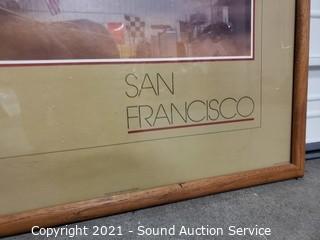 SAN
FRANCISCO
Copyright 2021 - Sound Auction Service